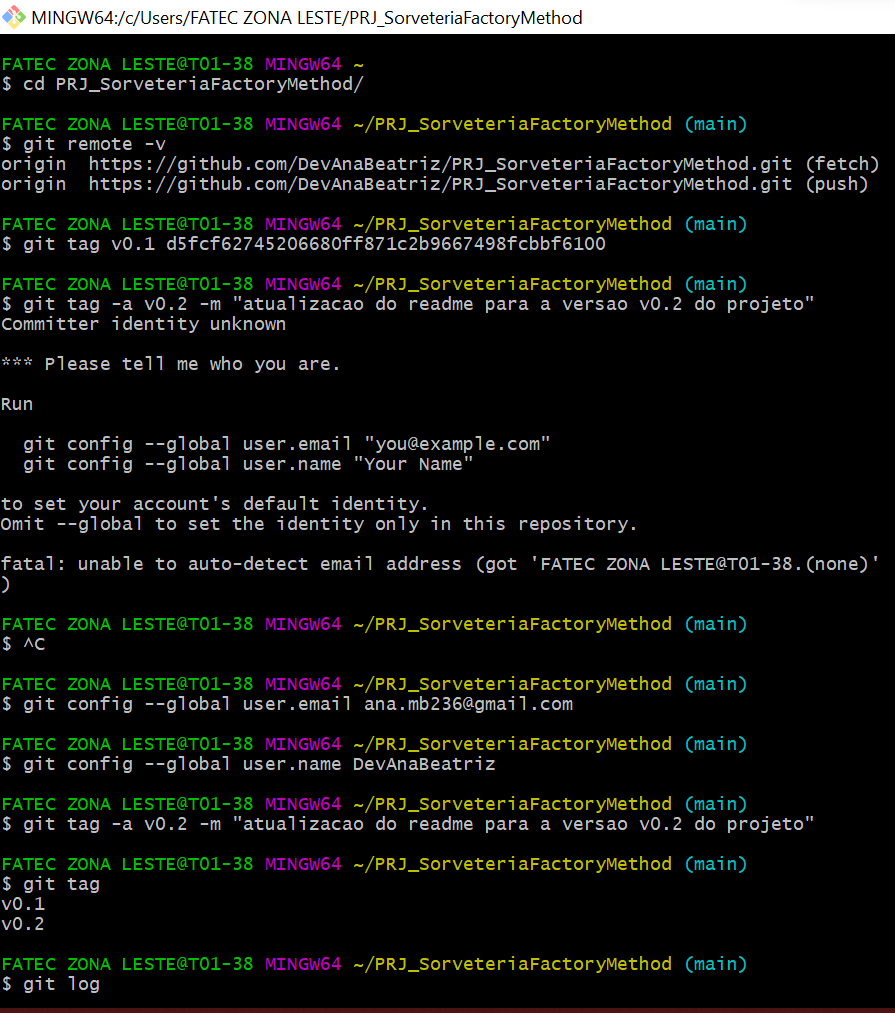 MINGW64:/c/Users/FATEC ZONA LESTE/PRJ_SorveteriaFactoryMethod
FATEC ZONA LESTE@T01-38 MINGW64 ~
$ cd PRJ_SorveteriaFactoryMethod/
FATEC ZONA LESTE@T01-38 MINGW64 ~/PRJ_SorveteriaFactoryMethod (main)
$ git remote -v
origin  https://github.com/DevAnaBeatriz/PRJ_SorveteriaFactoryMethod.git (fetch)
origin  https://github.com/DevAnaBeatriz/PRJ_SorveteriaFactoryMethod.git (push)
FATEC ZONA LESTE@T01-38 MINGW64 ~/PRJ_SorveteriaFactoryMethod (main)
$ git tag v0.1 d5fcf62745206680ff871c2b9667498fcbbf6100
FATEC ZONA LESTE@T01-38 MINGW64 ~/PRJ_SorveteriaFactoryMethod (main)
$ git tag -a v0.2 -m "atualizacao do readme para a versao v0.2 do projeto"
Committer identity unknown
*** Please tell me who you are.
Run
  git config --global user.email "you@example.com"
  git config --global user.name "Your Name"
to set your account's default identity.
Omit --global to set the identity only in this repository.
fatal: unable to auto-detect email address (got 'FATEC ZONA LESTE@T01-38.(none)'
)
FATEC ZONA LESTE@T01-38 MINGW64 ~/PRJ_SorveteriaFactoryMethod (main)
$ ^C
FATEC ZONA LESTE@T01-38 MINGW64 ~/PRJ_SorveteriaFactoryMethod (main)
$ git config --global user.email ana.mb236@gmail.com
FATEC ZONA LESTE@T01-38 MINGW64 ~/PRJ_SorveteriaFactoryMethod (main)
$ git config --global user.name DevAnaBeatriz
FATEC ZONA LESTE@T01-38 MINGW64 ~/PRJ_SorveteriaFactoryMethod (main)
$ git tag -a v0.2 -m "atualizacao do readme para a versao v0.2 do projeto"
FATEC ZONA LESTE@T01-38 MINGW64 ~/PRJ_SorveteriaFactoryMethod (main)
$ git tag
v0.1
v0.2
FATEC ZONA LESTE@T01-38 MINGW64 ~/PRJ_SorveteriaFactoryMethod (main)
$ git log